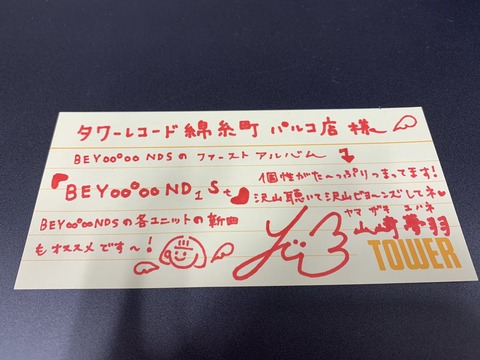 タワーレコード 綿糸町 パルコ店 様
BEYOOOOONDSの ファーストアルバム
『BEYOOOOOND1St』
個性がた〜っぷりつまってます!
沢山聴いて沢山ビヨーンズしてネ♥
BEYOOOOONDSの各ユニットの新曲
もオススメです〜!
ヤマザキ ユハネ
山﨑夢羽
TOWER